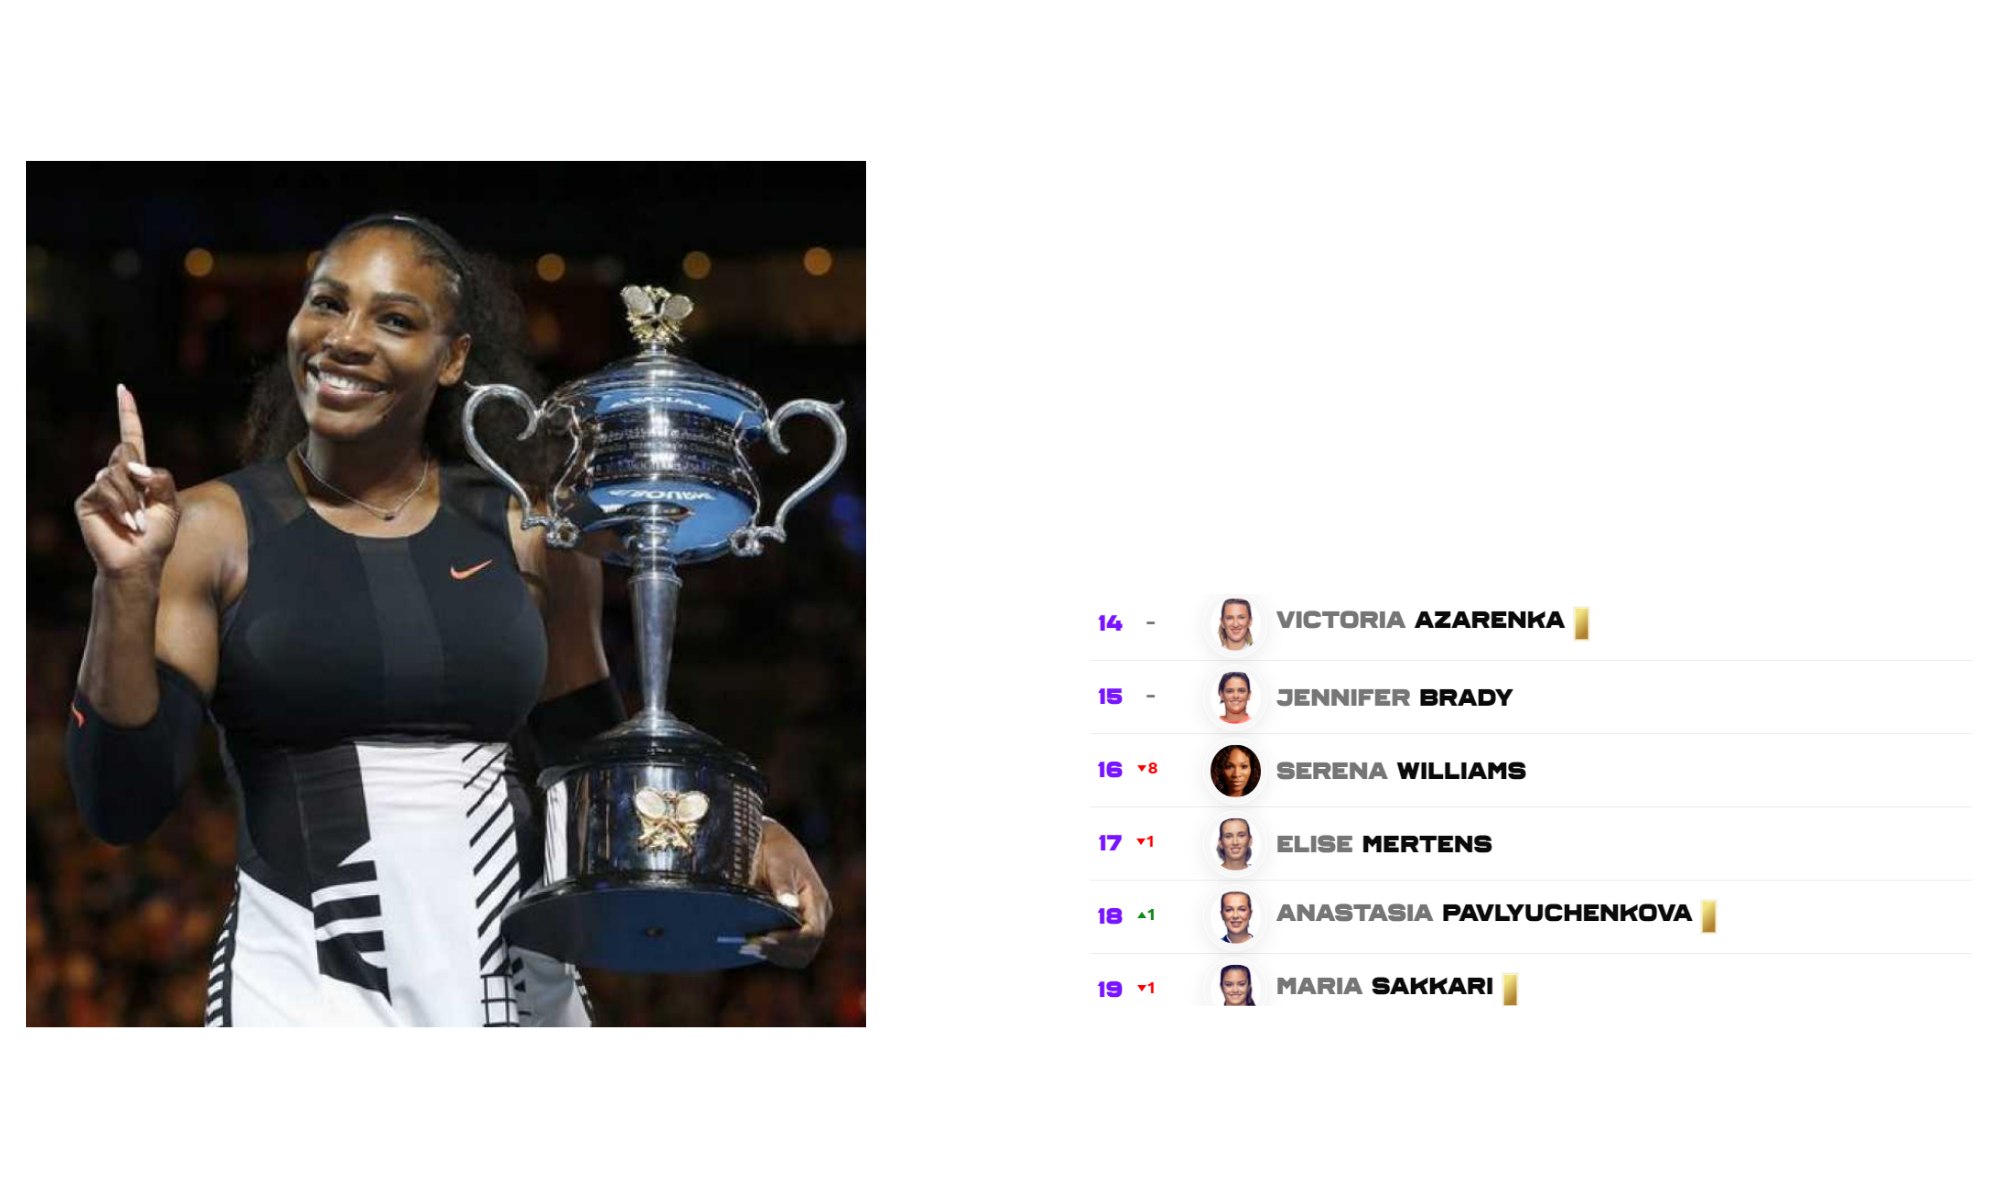 14 - VICTORIA AZARENKA
15 - JENNIFER BRADY
16 ▼8 SERENA WILLIAMS
17 ▼1 ELISE MERTENS
18 ▲1 ANASTASIA PAVLYUCHENKOVA
19 ▼1 MARIA SAKKARI